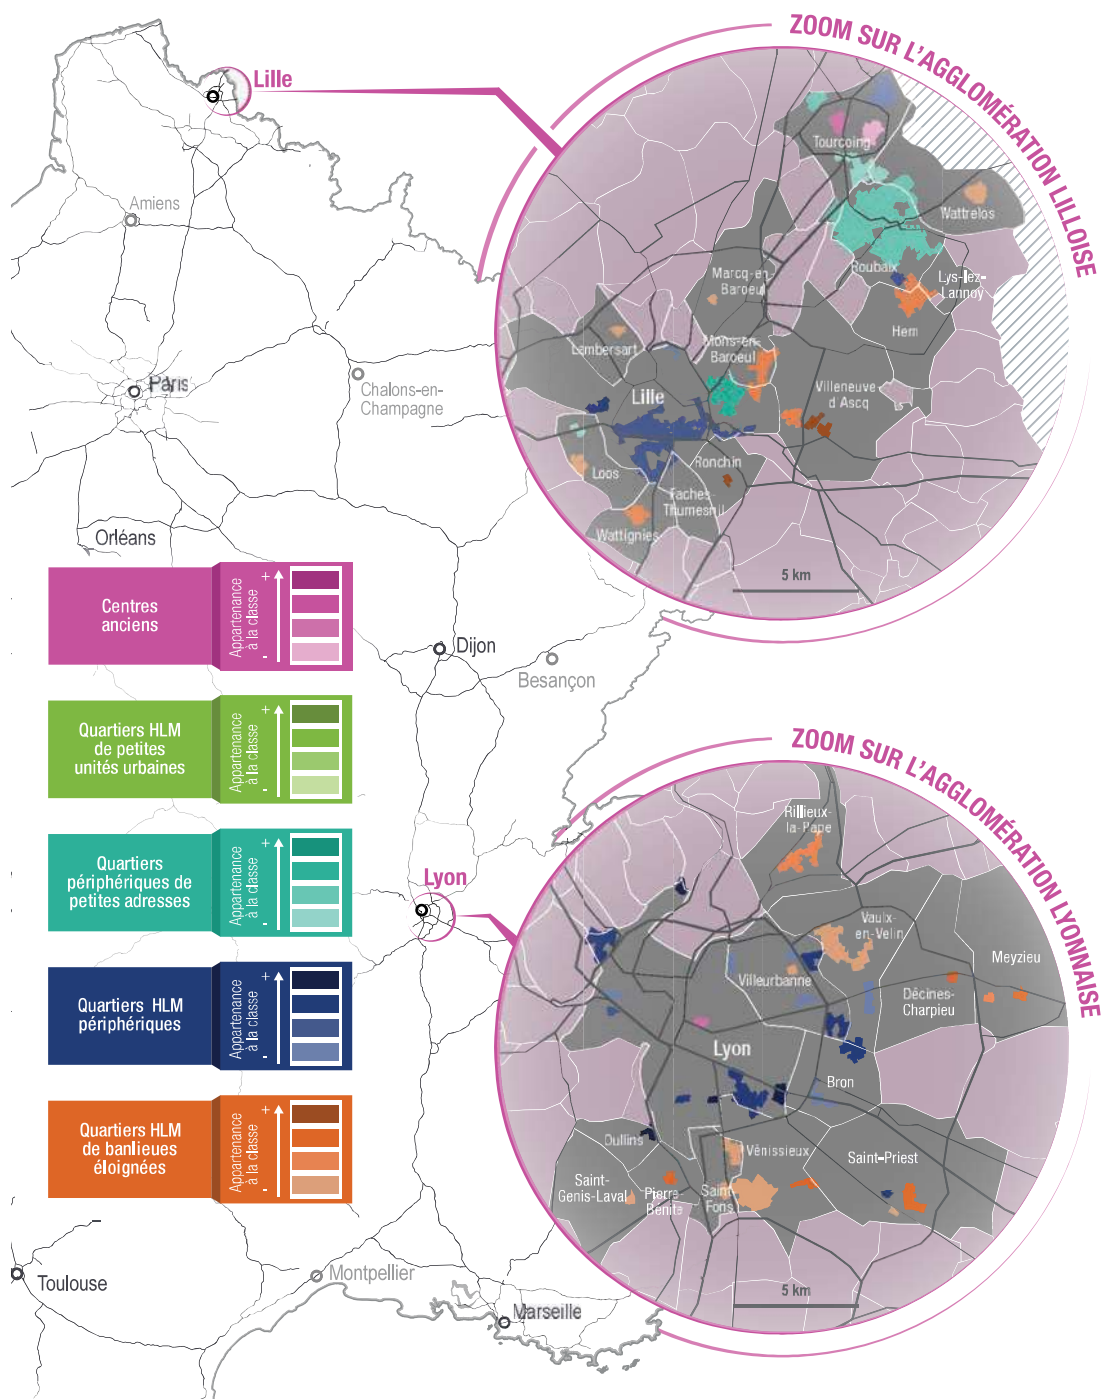 ZOOM SUR L'AGGLOMÉRATION LILLOISE
Lille
Amiens
Paris
Chalons-en-
Champagne
Orléans
Tourcoing
Wattrelos
Roubaix
Lys-lez-
Lannoy
Hem
Marcq-en-
Baroeul
Mons-en-
Baroeul
Lambersart
Lille
Villeneuve
d Ascq
Loos
Ronchin
Faches-
Thumesnil
Wattignies
5 km
Centres
anciens
Appartenance
à la classe
+
-
Dijon
Besançon
Quartiers HLM
de petites
unités urbaines
Appartenance
à la classe
+
-
Quartiers
périphériques de
petites adresses
Appartenance
à la classe
+
-
Lyon
Quartiers HLM
périphériques
Appartenance
à la classe
+
-
Quartiers HLM
de banlieues
éloignées
Appartenance
à la classe
+
-
ZOOM SUR L'AGGLOMÉRATION LYONNAISE
Rillieux-
la-Pape
Vaulx-
en-Velin
Meyzieu
Villeurbanne
Décines-
Charpieu
Lyon
Bron
Oullins
Vénissieux
Saint-Priest
Saint-
Genis-Laval
Pierre-
Bénite
Saint-
Fons
5 km
Toulouse
Montpellier
Marseille